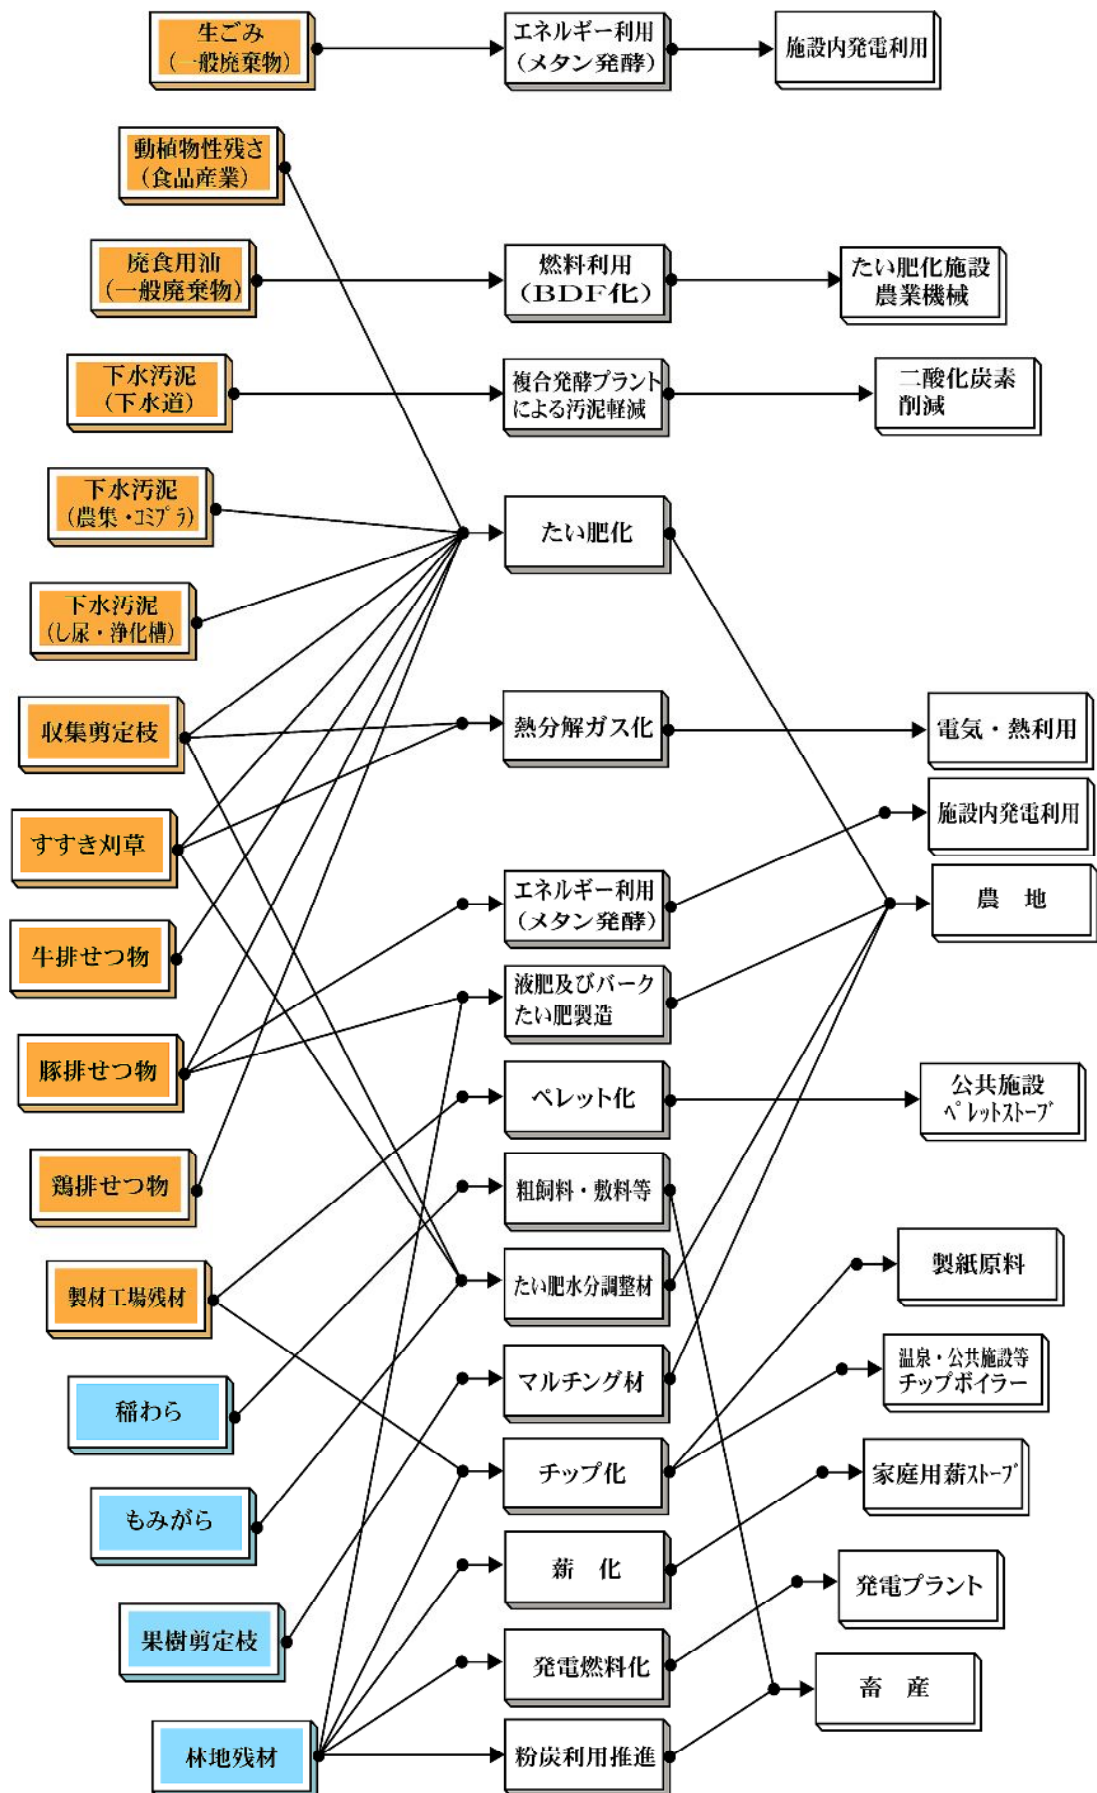 生ごみ
(一般廃棄物)
エネルギー利用
(メタン発酵)
施設内発電利用
動植物性残さ
(食品産業)
廃食用油
(一般廃棄物)
燃料利用
(BDF化)
たい肥化施設
農業機械
下水汚泥
(下水道)
複合発酵プラント
による汚泥軽減
二酸化炭素
削減
下水汚泥
(農集・ｺﾐﾌﾟﾗ)
たい肥化
下水汚泥
(し尿・浄化槽)
収集剪定枝
熱分解ガス化
電気・熱利用
すすき刈草
施設内発電利用
エネルギー利用
(メタン発酵)
農　地
牛排せつ物
液肥及びバーク
たい肥製造
豚排せつ物
ペレット化
公共施設
ﾍﾟﾚｯﾄｽﾄｰﾌﾞ
鶏排せつ物
粗飼料・敷料等
製材工場残材
たい肥水分調整材
製紙原料
稲わら
マルチング材
温泉・公共施設等
チップボイラー
もみがら
チップ化
家庭用薪ｽﾄｰﾌﾞ
薪　化
発電プラント
果樹剪定枝
発電燃料化
畜　産
林地残材
粉炭利用推進